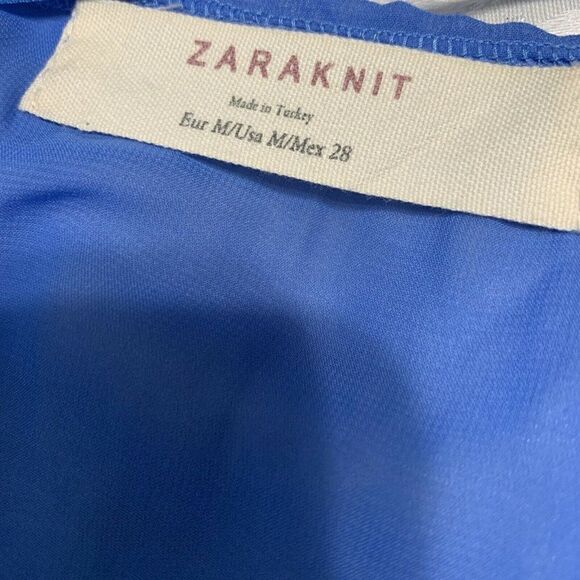 ZARAKNIT
Made in Turkey
Eur M/Usa M/Mex 28